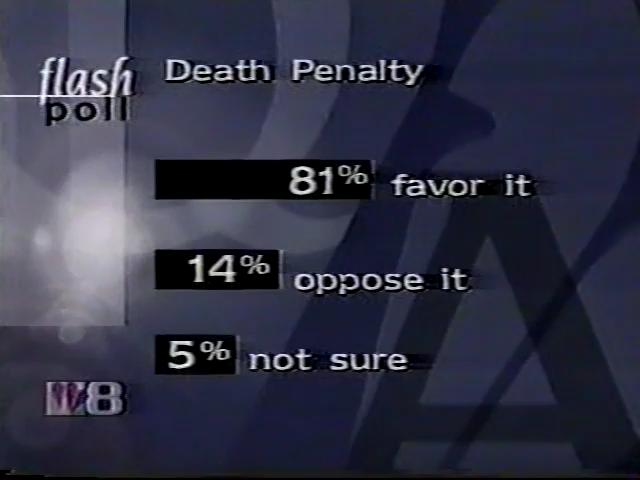 flash
poll
Death Penalty
81% favor it
14% oppose it
5% not sure
8